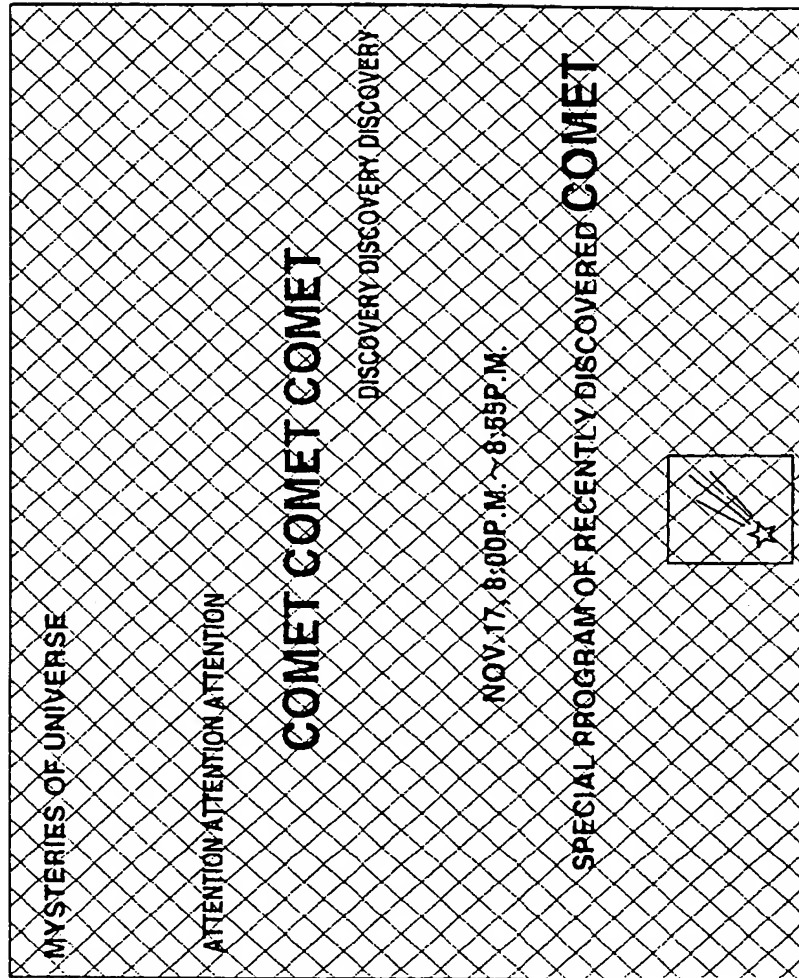 MYSTERIES OF UNIVERSE
ATTENTION ATTENTION ATTENTION
COMET COMET COMET
DISCOVERY DISCOVERY DISCOVERY
NOV.17, 8:00P.M.~8:55P.M.
SPECIAL PROGRAM OF RECENTLY DISCOVERED COMET